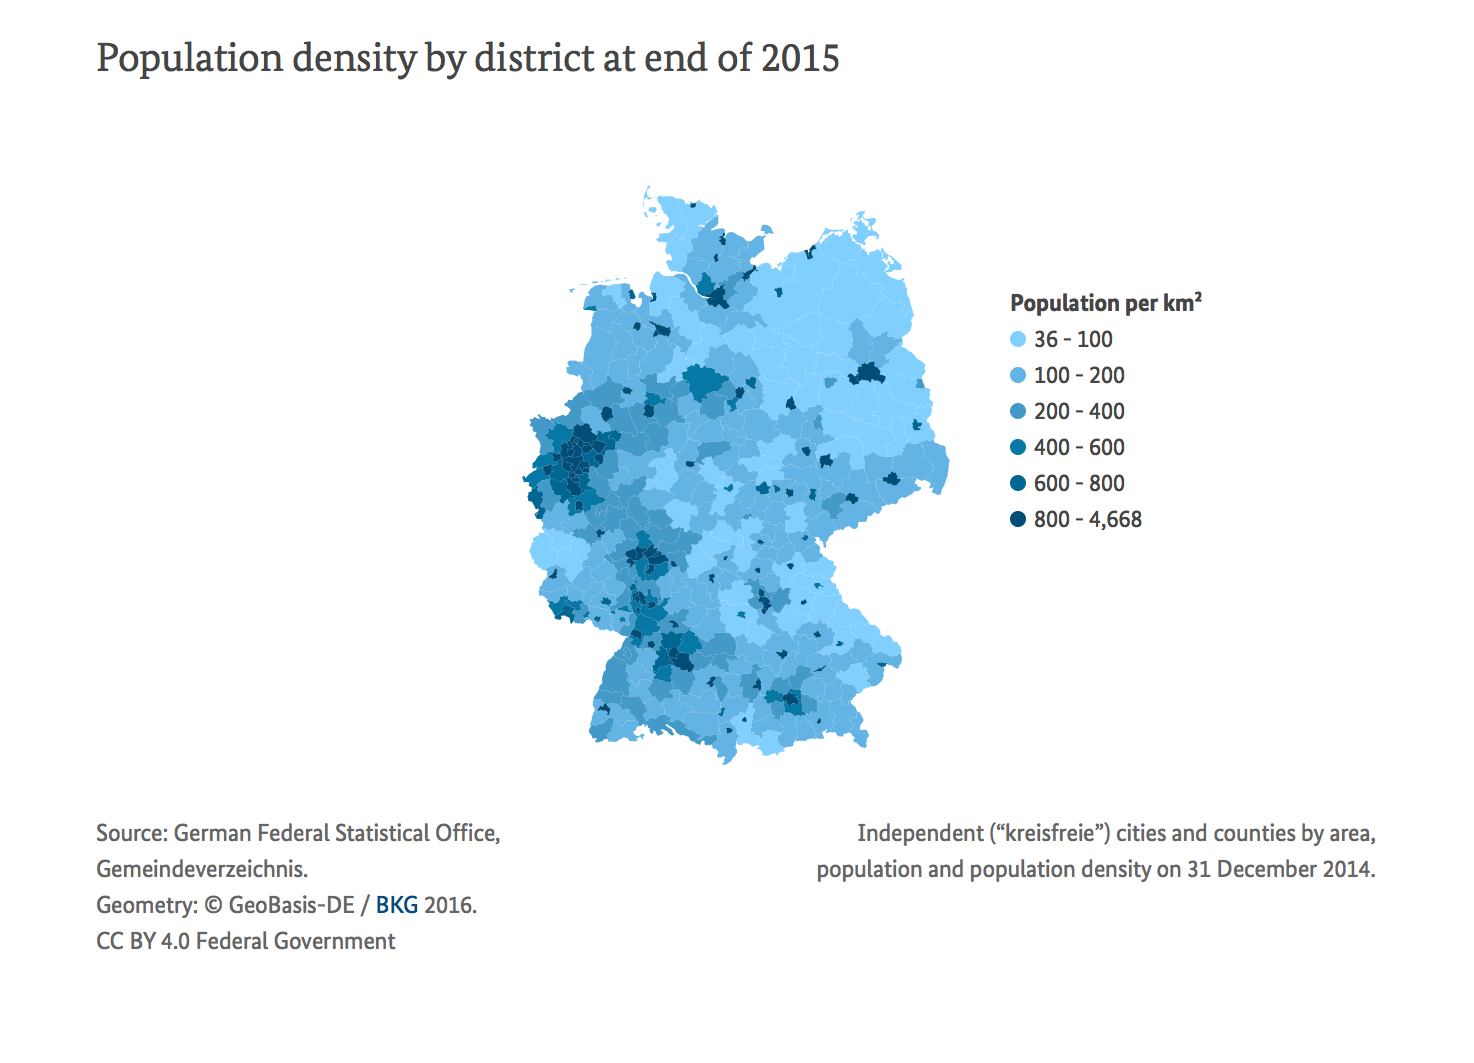 Population density by district at end of 2015
Population per km²
36 - 100
100 - 200
200 - 400
400 - 600
600 - 800
800 - 4,668
Source: German Federal Statistical Office,
Gemeindeverzeichnis.
Geometry: © GeoBasis-DE / BKG 2016.
CC BY 4.0 Federal Government
Independent (“kreisfreie”) cities and counties by area,
population and population density on 31 December 2014.